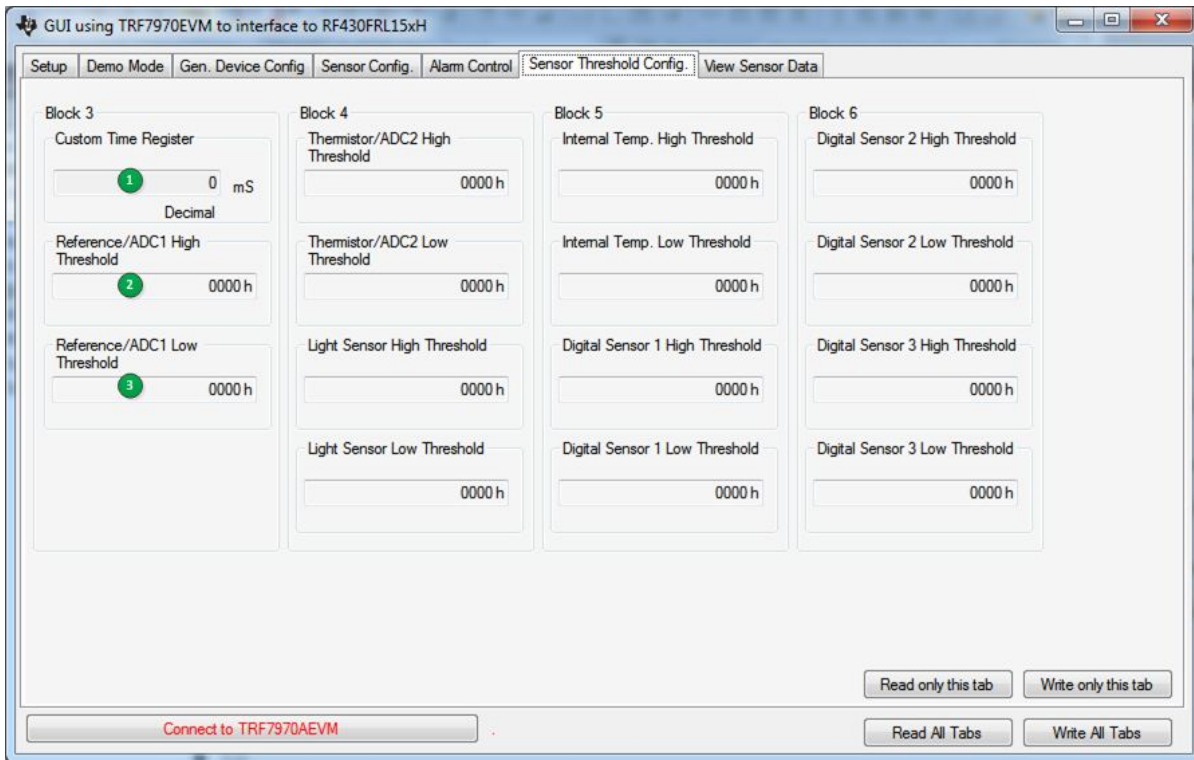 GUI using TRF7970EVM to interface to RF430FRL15xH
Setup Demo Mode Gen. Device Config Sensor Config. Alarm Control Sensor Threshold Config. View Sensor Data
Block 3
Custom Time Register
1 0 mS
Decimal
Reference/ADC1 High
Threshold
2 0000 h
Reference/ADC1 Low
Threshold
3 0000 h
Block 4
Thermistor/ADC2 High
Threshold
0000 h
Thermistor/ADC2 Low
Threshold
0000 h
Light Sensor High Threshold
0000 h
Light Sensor Low Threshold
0000 h
Block 5
Internal Temp. High Threshold
0000 h
Internal Temp. Low Threshold
0000 h
Digital Sensor 1 High Threshold
0000 h
Digital Sensor 1 Low Threshold
0000 h
Block 6
Digital Sensor 2 High Threshold
0000 h
Digital Sensor 2 Low Threshold
0000 h
Digital Sensor 3 High Threshold
0000 h
Digital Sensor 3 Low Threshold
0000 h
Read only this tab Write only this tab
Connect to TRF7970AEVM . Read All Tabs Write All Tabs